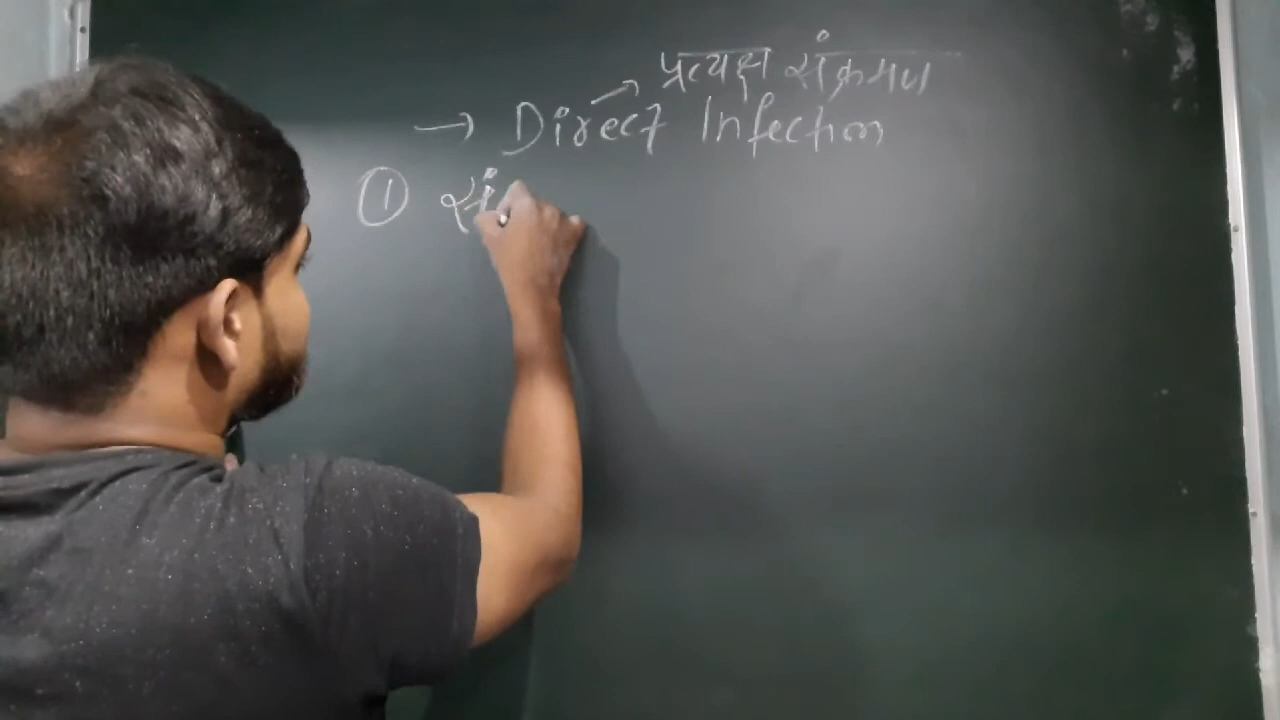 → प्रत्यक्ष संक्रमण
→ Direct Infection
① सं